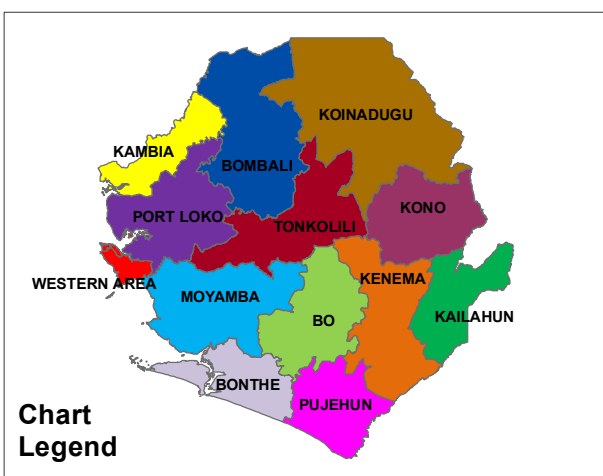 KOINADUGU
KAMBIA
BOMBALI
KONO
PORT LOKO
TONKOLILI
WESTERN AREA
KENEMA
MOYAMBA
KAILAHUN
BO
BONTHE
PUJEHUN
Chart
Legend